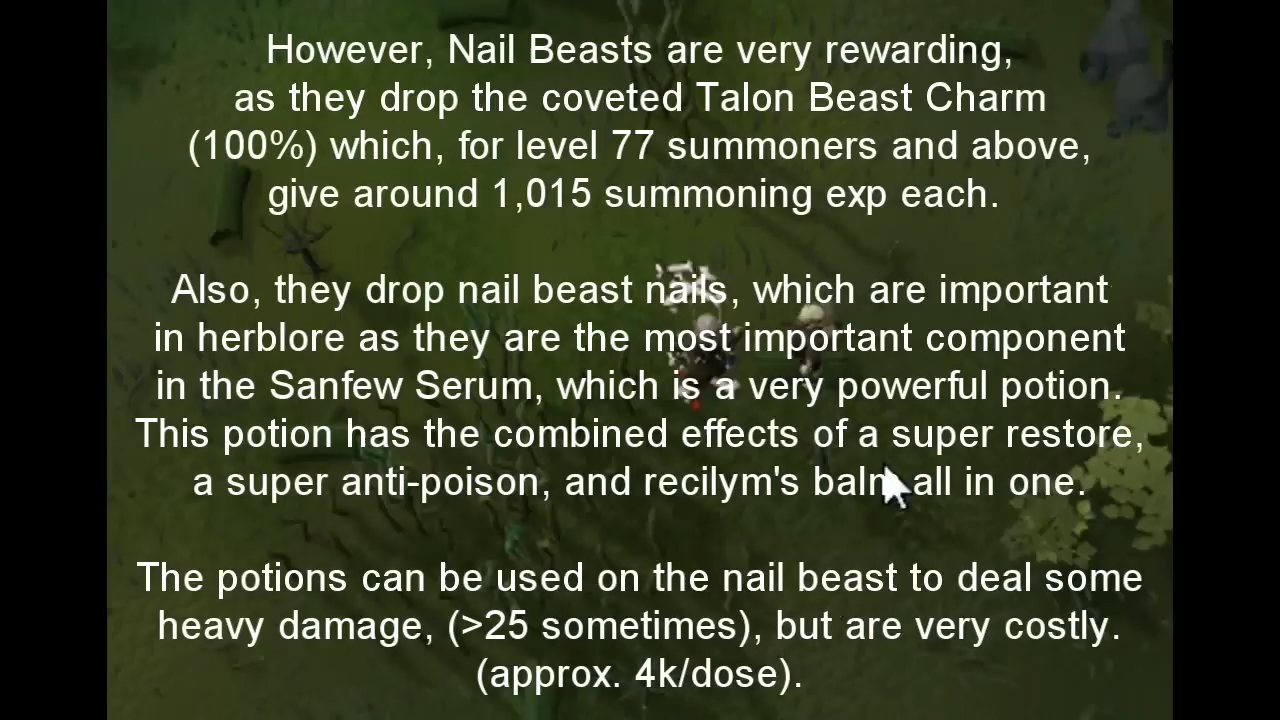 However, Nail Beasts are very rewarding,
as they drop the coveted Talon Beast Charm
(100%) which, for level 77 summoners and above,
give around 1,015 summoning exp each.
Also, they drop nail beast nails, which are important
in herblore as they are the most important component
in the Sanfew Serum, which is a very powerful potion.
This potion has the combined effects of a super restore,
a super anti-poison, and recilym's balm all in one.
The potions can be used on the nail beast to deal some
heavy damage, (>25 sometimes), but are very costly.
(approx. 4k/dose).